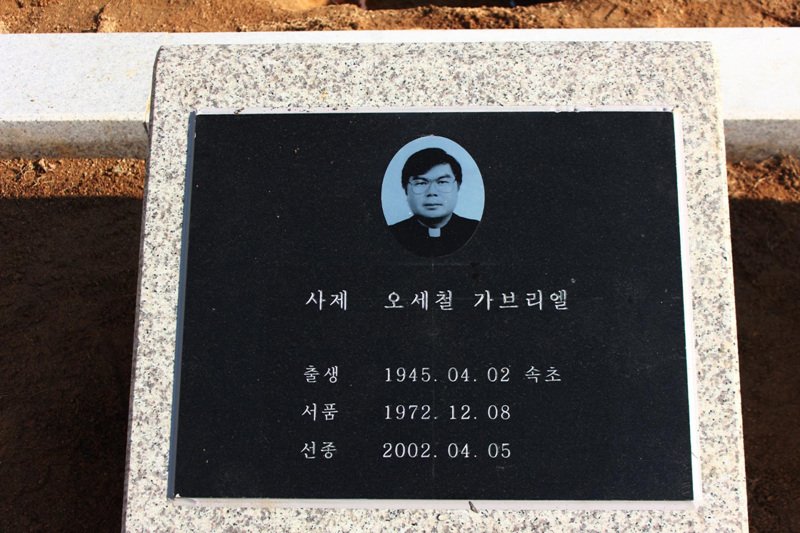 사제 오세철 가브리엘
출생 1945. 04. 02 속초
서품 1972. 12. 08
선종 2002. 04. 05